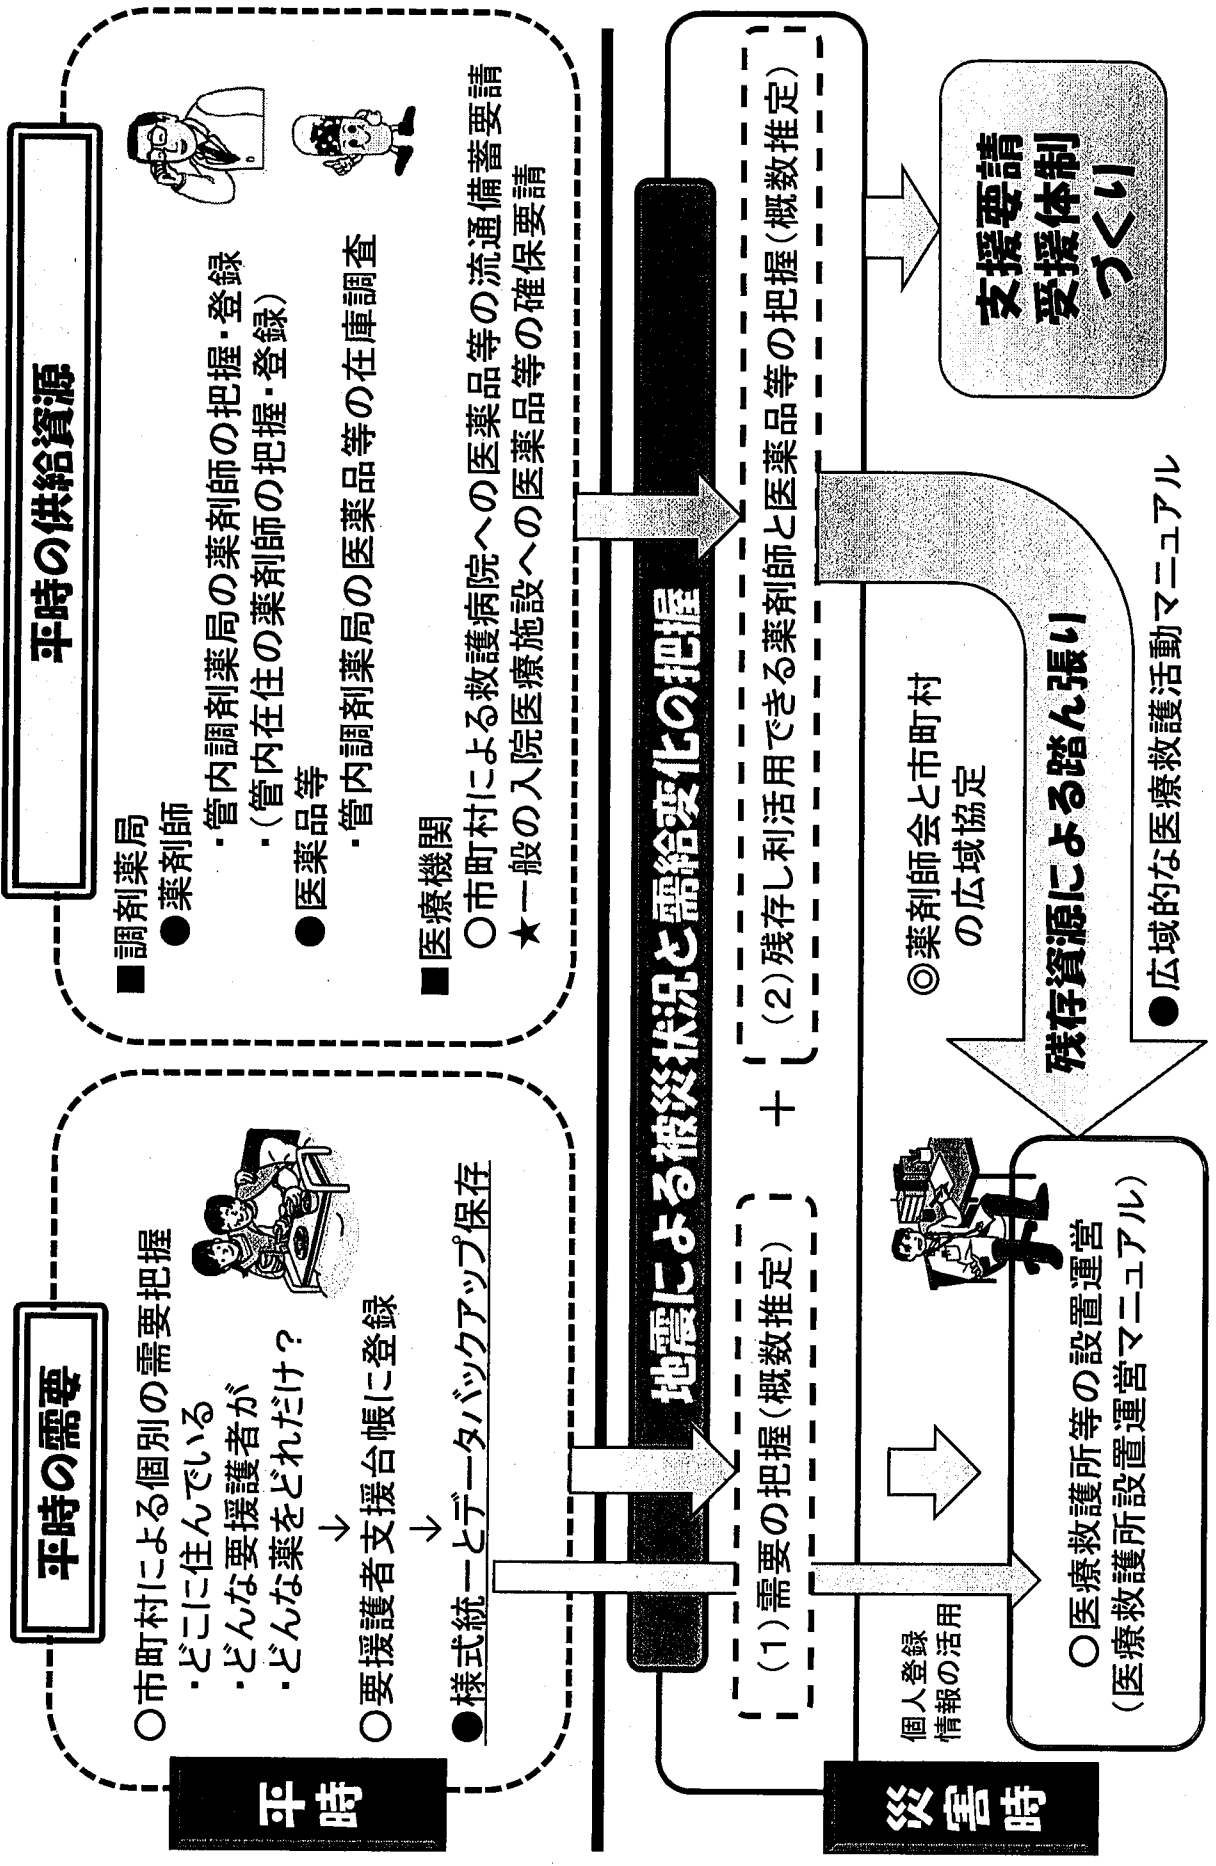 平時
平時の需要
○市町村による個別の需要把握
・どこに住んでいる
・どんな要援護者が
・どんな薬をどれだけ？
↓
○要援護者支援台帳に登録
↓
●様式統一とデータバックアップ保存
平時の供給資源
■調剤薬局
●薬剤師
・管内調剤薬局の薬剤師の把握・登録
・(管内在住の薬剤師の把握・登録)
●医薬品等
・管内調剤薬局の医薬品等の在庫調査
■医療機関
○市町村による救護病院への医薬品等の流通備蓄要請
★一般の入院医療施設への医薬品等の確保要請
災害時
地震による被災状況と需給変化の把握
(1)需要の把握(概数推定)
＋
(2)残存し利活用できる薬剤師と医薬品等の把握(概数推定)
個人登録
情報の活用
◎薬剤師会と市町村
の広域協定
支援要請
受援体制
づくり
残存資源による踏ん張り
○医療救護所等の設置運営
(医療救護所設置運営マニュアル)
●広域的な医療救護活動マニュアル